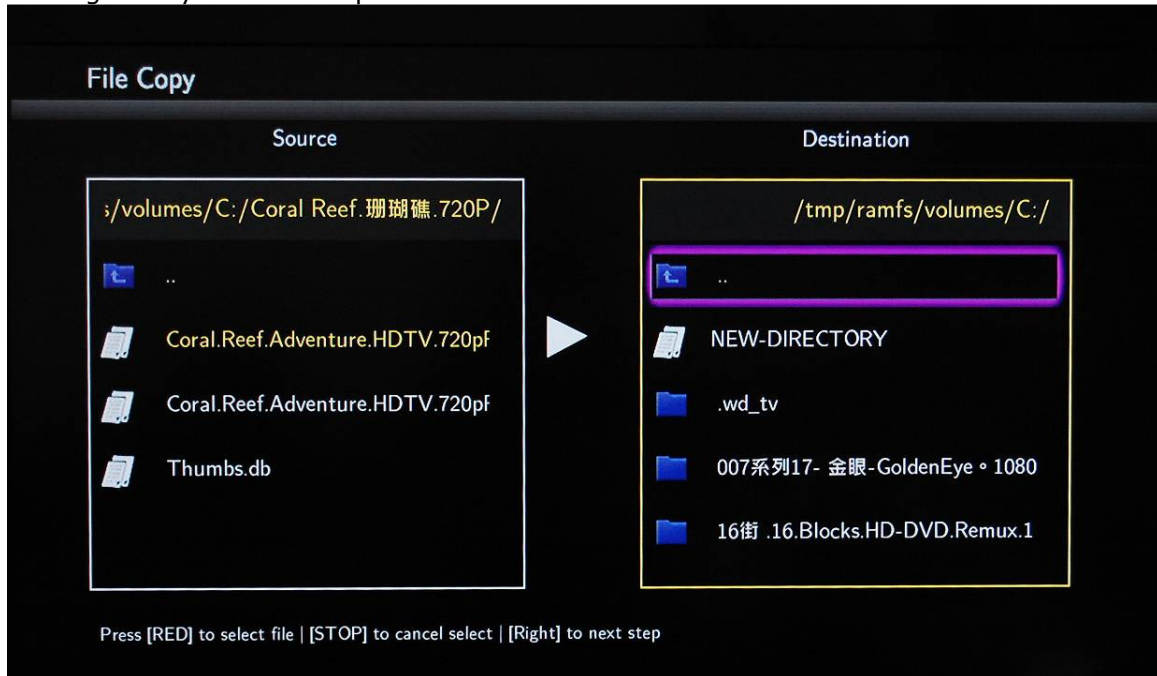 File Copy
Source
Destination
s/volumes/C:/Coral Reef.珊瑚礁.720P/
..
Coral.Reef.Adventure.HDTV.720pF
Coral.Reef.Adventure.HDTV.720pF
Thumbs.db
/tmp/ramfs/volumes/C:/
..
NEW-DIRECTORY
.wd_tv
007系列17- 金眼-GoldenEye。1080
16街 .16.Blocks.HD-DVD.Remux.1
Press [RED] to select file | [STOP] to cancel select | [Right] to next step